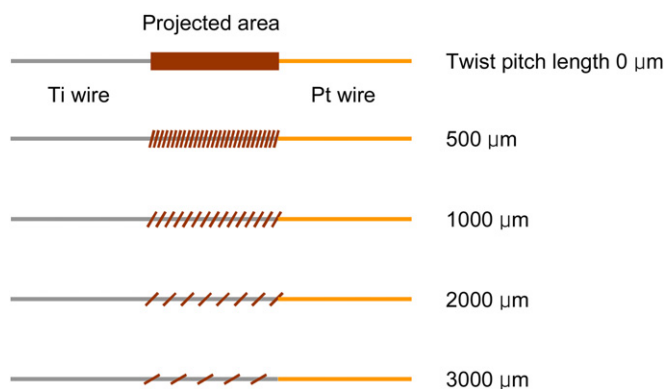 Projected area
Twist pitch length 0 μm
Ti wire
Pt wire
500 μm
1000 μm
2000 μm
3000 μm